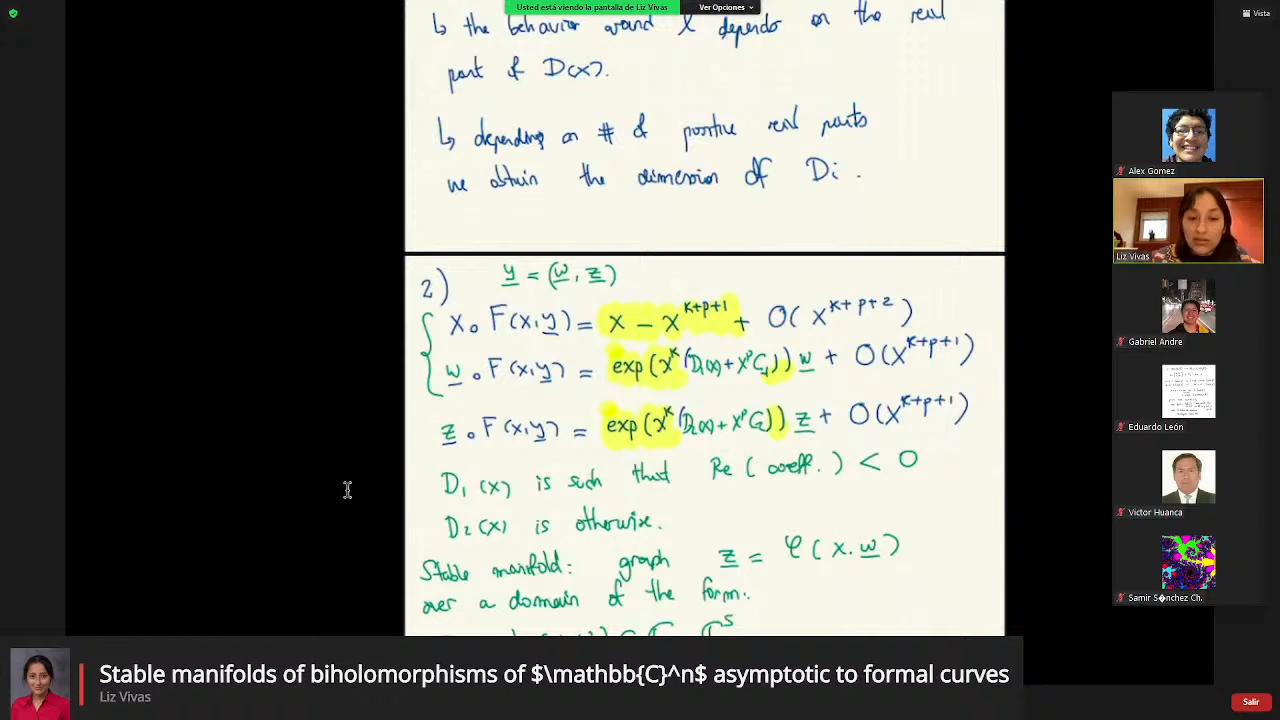 Usted está viendo la pantalla de Liz Vivas
Ver Opciones
Vista
↳ the behavior around X depends on the real
part of D(x).
↳ depending on # of positive real parts
we obtain the dimension of Di.
2) y = (w, z)
x∘F(x,y) = x − x^{k+p+1} + O(x^{k+p+2})
w∘F(x,y) = exp(x^k(D₁(x)+x^pC₁))w + O(x^{k+p+1})
z∘F(x,y) = exp(x^k(D₂(x)+x^pC₂))z + O(x^{k+p+1})
D₁(x) is such that Re(coeff.) < 0
D₂(x) is otherwise.
Stable manifold: graph z = φ(x.w)
over a domain of the form:
Alex Gomez
Liz Vivas
Gabriel Andre
Eduardo León
Victor Huanca
Samir S�nchez Ch.
Stable manifolds of biholomorphisms of $\mathbb{C}^n$ asymptotic to formal curves
Liz Vivas
Salir